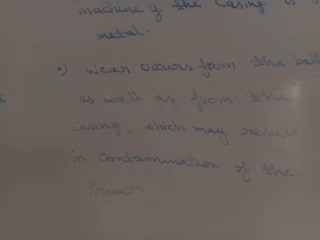 machine if the casing is
metal.
•) Wear occurs from the ball
as well as from the
casing, which may result
in contamination of the
Product.